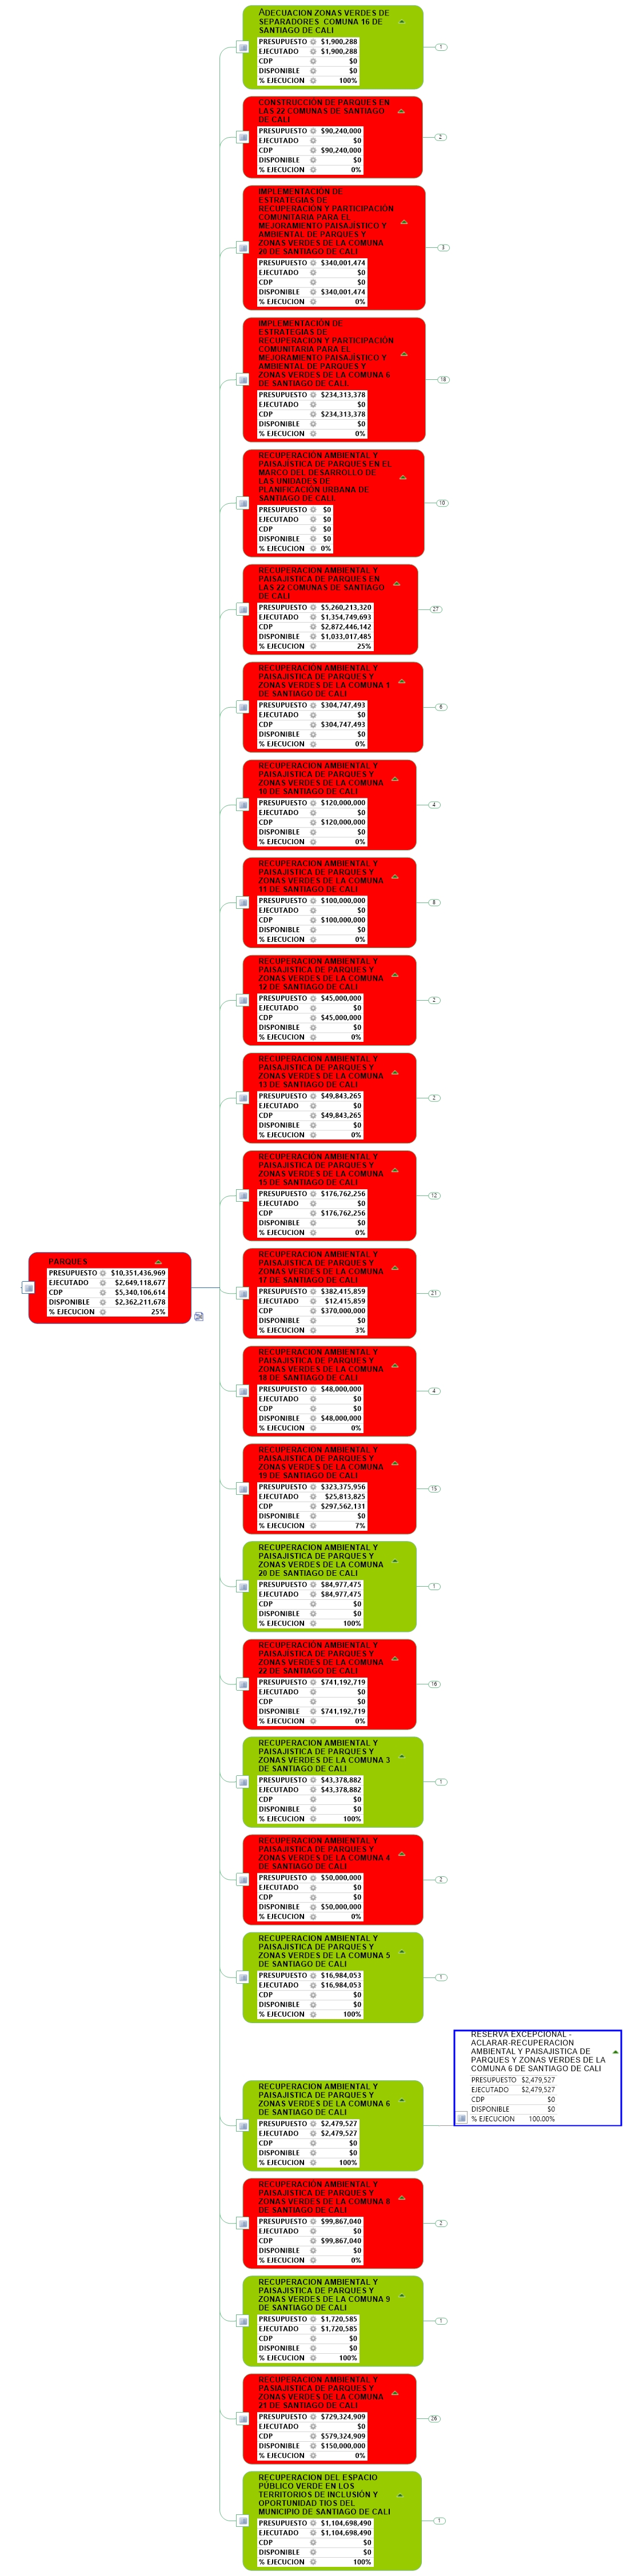 ADECUACION ZONAS VERDES DE
SEPARADORES COMUNA 16 DE
SANTIAGO DE CALI
PRESUPUESTO $1,900,288
EJECUTADO $1,900,288
CDP $0
DISPONIBLE $0
% EJECUCION 100%
1
CONSTRUCCIÓN DE PARQUES EN
LAS 22 COMUNAS DE SANTIAGO
DE CALI
PRESUPUESTO $90,240,000
EJECUTADO $0
CDP $90,240,000
DISPONIBLE $0
% EJECUCION 0%
2
IMPLEMENTACIÓN DE
ESTRATEGIAS DE
RECUPERACIÓN Y PARTICIPACIÓN
COMUNITARIA PARA EL
MEJORAMIENTO PAISAJÍSTICO Y
AMBIENTAL DE PARQUES Y
ZONAS VERDES DE LA COMUNA
20 DE SANTIAGO DE CALI
PRESUPUESTO $340,001,474
EJECUTADO $0
CDP $0
DISPONIBLE $340,001,474
% EJECUCION 0%
3
IMPLEMENTACIÓN DE
ESTRATEGIAS DE
RECUPERACION Y PARTICIPACIÓN
COMUNITARIA PARA EL
MEJORAMIENTO PAISAJÍSTICO Y
AMBIENTAL DE PARQUES Y
ZONAS VERDES DE LA COMUNA 6
DE SANTIAGO DE CALI.
PRESUPUESTO $234,313,378
EJECUTADO $0
CDP $234,313,378
DISPONIBLE $0
% EJECUCION 0%
18
RECUPERACIÓN AMBIENTAL Y
PAISAJÍSTICA DE PARQUES EN EL
MARCO DEL DESARROLLO DE
LAS UNIDADES DE
PLANIFICACIÓN URBANA DE
SANTIAGO DE CALI.
PRESUPUESTO $0
EJECUTADO $0
CDP $0
DISPONIBLE $0
% EJECUCION 0%
10
RECUPERACION AMBIENTAL Y
PAISAJISTICA DE PARQUES EN
LAS 22 COMUNAS DE SANTIAGO
DE CALI
PRESUPUESTO $5,260,213,320
EJECUTADO $1,354,749,693
CDP $2,872,446,142
DISPONIBLE $1,033,017,485
% EJECUCION 25%
27
RECUPERACION AMBIENTAL Y
PAISAJISTICA DE PARQUES Y
ZONAS VERDES DE LA COMUNA 1
DE SANTIAGO DE CALI
PRESUPUESTO $304,747,493
EJECUTADO $0
CDP $304,747,493
DISPONIBLE $0
% EJECUCION 0%
6
RECUPERACION AMBIENTAL Y
PAISAJISTICA DE PARQUES Y
ZONAS VERDES DE LA COMUNA
10 DE SANTIAGO DE CALI
PRESUPUESTO $120,000,000
EJECUTADO $0
CDP $120,000,000
DISPONIBLE $0
% EJECUCION 0%
4
RECUPERACION AMBIENTAL Y
PAISAJISTICA DE PARQUES Y
ZONAS VERDES DE LA COMUNA
11 DE SANTIAGO DE CALI
PRESUPUESTO $100,000,000
EJECUTADO $0
CDP $100,000,000
DISPONIBLE $0
% EJECUCION 0%
8
RECUPERACION AMBIENTAL Y
PAISAJISTICA DE PARQUES Y
ZONAS VERDES DE LA COMUNA
12 DE SANTIAGO DE CALI
PRESUPUESTO $45,000,000
EJECUTADO $0
CDP $45,000,000
DISPONIBLE $0
% EJECUCION 0%
2
RECUPERACION AMBIENTAL Y
PAISAJISTICA DE PARQUES Y
ZONAS VERDES DE LA COMUNA
13 DE SANTIAGO DE CALI
PRESUPUESTO $49,843,265
EJECUTADO $0
CDP $49,843,265
DISPONIBLE $0
% EJECUCION 0%
2
RECUPERACION AMBIENTAL Y
PAISAJISTICA DE PARQUES Y
ZONAS VERDES DE LA COMUNA
15 DE SANTIAGO DE CALI
PRESUPUESTO $176,762,256
EJECUTADO $0
CDP $176,762,256
DISPONIBLE $0
% EJECUCION 0%
12
PARQUES
PRESUPUESTO $10,351,436,969
EJECUTADO $2,649,118,677
CDP $5,340,106,614
DISPONIBLE $2,362,211,678
% EJECUCION 25%
RECUPERACION AMBIENTAL Y
PAISAJISTICA DE PARQUES Y
ZONAS VERDES DE LA COMUNA
17 DE SANTIAGO DE CALI
PRESUPUESTO $382,415,859
EJECUTADO $12,415,859
CDP $370,000,000
DISPONIBLE $0
% EJECUCION 3%
21
RECUPERACION AMBIENTAL Y
PAISAJISTICA DE PARQUES Y
ZONAS VERDES DE LA COMUNA
18 DE SANTIAGO DE CALI
PRESUPUESTO $48,000,000
EJECUTADO $0
CDP $0
DISPONIBLE $48,000,000
% EJECUCION 0%
4
RECUPERACION AMBIENTAL Y
PAISAJISTICA DE PARQUES Y
ZONAS VERDES DE LA COMUNA
19 DE SANTIAGO DE CALI
PRESUPUESTO $323,375,956
EJECUTADO $25,813,825
CDP $297,562,131
DISPONIBLE $0
% EJECUCION 7%
15
RECUPERACION AMBIENTAL Y
PAISAJISTICA DE PARQUES Y
ZONAS VERDES DE LA COMUNA
20 DE SANTIAGO DE CALI
PRESUPUESTO $84,977,475
EJECUTADO $84,977,475
CDP $0
DISPONIBLE $0
% EJECUCION 100%
1
RECUPERACIÓN AMBIENTAL Y
PAISAJÍSTICA DE PARQUES Y
ZONAS VERDES DE LA COMUNA
22 DE SANTIAGO DE CALI
PRESUPUESTO $741,192,719
EJECUTADO $0
CDP $0
DISPONIBLE $741,192,719
% EJECUCION 0%
16
RECUPERACION AMBIENTAL Y
PAISAJISTICA DE PARQUES Y
ZONAS VERDES DE LA COMUNA 3
DE SANTIAGO DE CALI
PRESUPUESTO $43,378,882
EJECUTADO $43,378,882
CDP $0
DISPONIBLE $0
% EJECUCION 100%
1
RECUPERACION AMBIENTAL Y
PAISAJISTICA DE PARQUES Y
ZONAS VERDES DE LA COMUNA 4
DE SANTIAGO DE CALI
PRESUPUESTO $50,000,000
EJECUTADO $0
CDP $0
DISPONIBLE $50,000,000
% EJECUCION 0%
2
RECUPERACION AMBIENTAL Y
PAISAJISTICA DE PARQUES Y
ZONAS VERDES DE LA COMUNA 5
DE SANTIAGO DE CALI
PRESUPUESTO $16,984,053
EJECUTADO $16,984,053
CDP $0
DISPONIBLE $0
% EJECUCION 100%
1
RESERVA EXCEPCIONAL -
ACLARAR-RECUPERACION
AMBIENTAL Y PAISAJISTICA DE
PARQUES Y ZONAS VERDES DE LA
COMUNA 6 DE SANTIAGO DE CALI
PRESUPUESTO $2,479,527
EJECUTADO $2,479,527
CDP $0
DISPONIBLE $0
% EJECUCION 100.00%
RECUPERACION AMBIENTAL Y
PAISAJISTICA DE PARQUES Y
ZONAS VERDES DE LA COMUNA 6
DE SANTIAGO DE CALI
PRESUPUESTO $2,479,527
EJECUTADO $2,479,527
CDP $0
DISPONIBLE $0
% EJECUCION 100%
RECUPERACIÓN AMBIENTAL Y
PAISAJISTICA DE PARQUES Y
ZONAS VERDES DE LA COMUNA 8
DE SANTIAGO DE CALI
PRESUPUESTO $99,867,040
EJECUTADO $0
CDP $99,867,040
DISPONIBLE $0
% EJECUCION 0%
2
RECUPERACION AMBIENTAL Y
PAISAJISTICA DE PARQUES Y
ZONAS VERDES DE LA COMUNA 9
DE SANTIAGO DE CALI
PRESUPUESTO $1,720,585
EJECUTADO $1,720,585
CDP $0
DISPONIBLE $0
% EJECUCION 100%
1
RECUPERACION AMBIENTAL Y
PASIAJISTICA DE PARQUES Y
ZONAS VERDES DE LA COMUNA
21 DE SANTIAGO DE CALI
PRESUPUESTO $729,324,909
EJECUTADO $0
CDP $579,324,909
DISPONIBLE $150,000,000
% EJECUCION 0%
26
RECUPERACION DEL ESPACIO
PÚBLICO VERDE EN LOS
TERRITORIOS DE INCLUSIÓN Y
OPORTUNIDAD TIOS DEL
MUNICIPIO DE SANTIAGO DE CALI
PRESUPUESTO $1,104,698,490
EJECUTADO $1,104,698,490
CDP $0
DISPONIBLE $0
% EJECUCION 100%
1